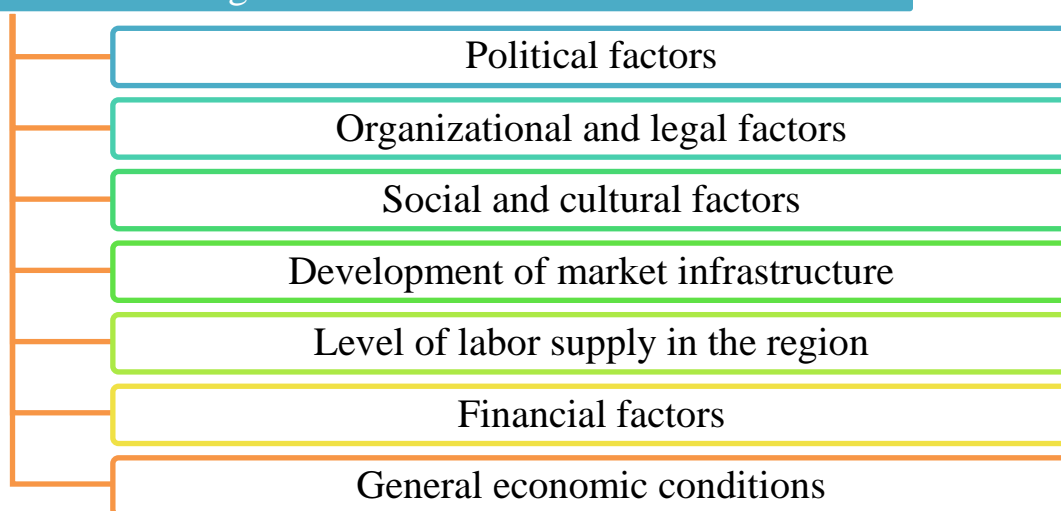 Political factors
Organizational and legal factors
Social and cultural factors
Development of market infrastructure
Level of labor supply in the region
Financial factors
General economic conditions